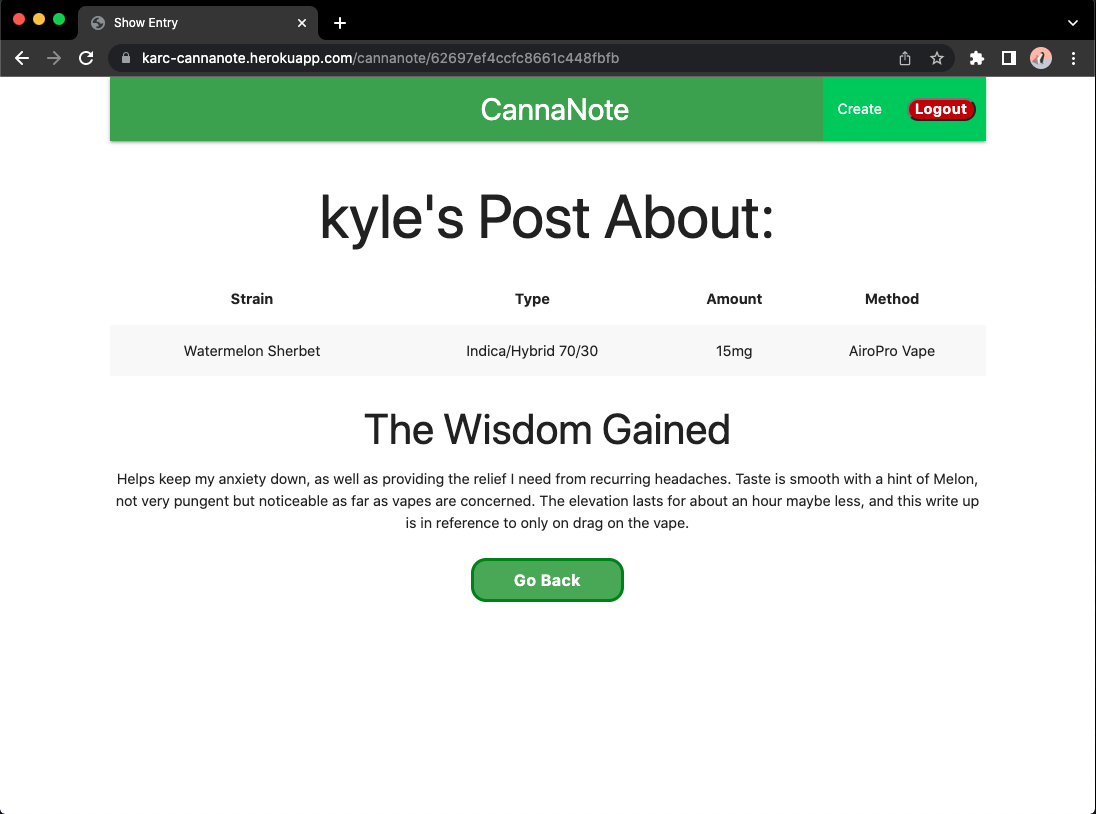 Show Entry
karc-cannanote.herokuapp.com/cannanote/62697ef4ccfc8661c448fbfb
CannaNote
Create
Logout
kyle's Post About:
Strain Type Amount Method
Watermelon Sherbet Indica/Hybrid 70/30 15mg AiroPro Vape
The Wisdom Gained
Helps keep my anxiety down, as well as providing the relief I need from recurring headaches. Taste is smooth with a hint of Melon,
not very pungent but noticeable as far as vapes are concerned. The elevation lasts for about an hour maybe less, and this write up
is in reference to only on drag on the vape.
Go Back